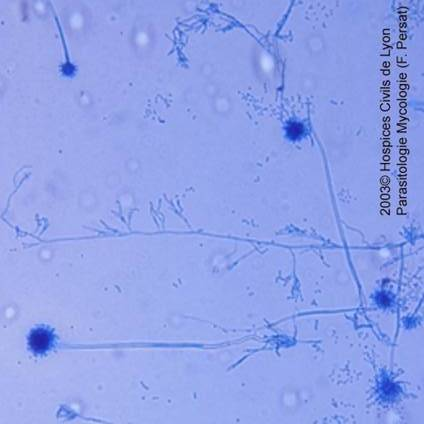 2003© Hospices Civils de Lyon
Parasitologie Mycologie (F. Persat)